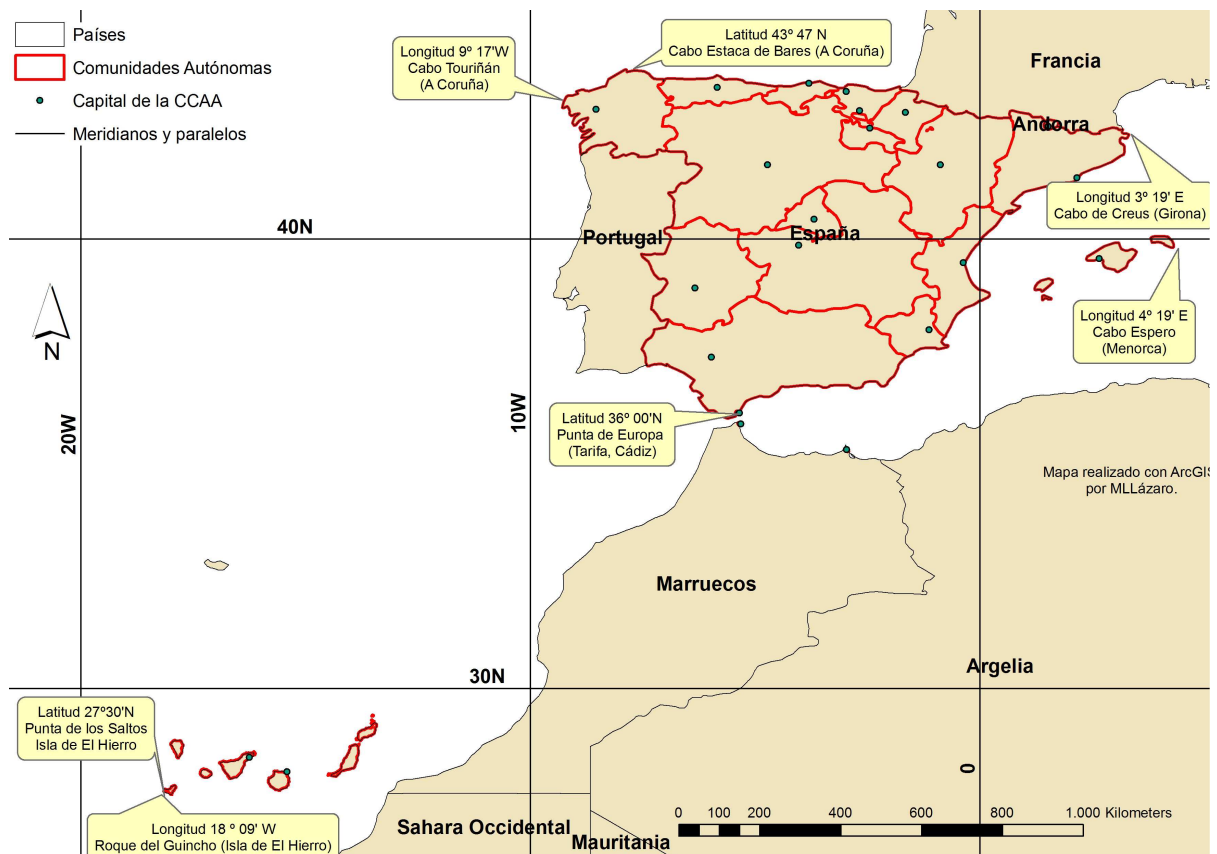 Países
Comunidades Autónomas
Capital de la CCAA
Meridianos y paralelos
Longitud 9º 17'W
Cabo Touriñán
(A Coruña)
Latitud 43º 47 N
Cabo Estaca de Bares (A Coruña)
Francia
Andorra
Longitud 3º 19' E
Cabo de Creus (Girona)
40N
Portugal
España
Longitud 4º 19' E
Cabo Espero
(Menorca)
N
20W
10W
Latitud 36º 00'N
Punta de Europa
(Tarifa, Cádiz)
Mapa realizado con ArcGIS
por MLLázaro.
Marruecos
Argelia
30N
Latitud 27º30'N
Punta de los Saltos
Isla de El Hierro
0
Longitud 18 º 09' W
Roque del Guincho (Isla de El Hierro)
Sahara Occidental
Mauritania
0 100 200 400 600 800 1.000 Kilometers